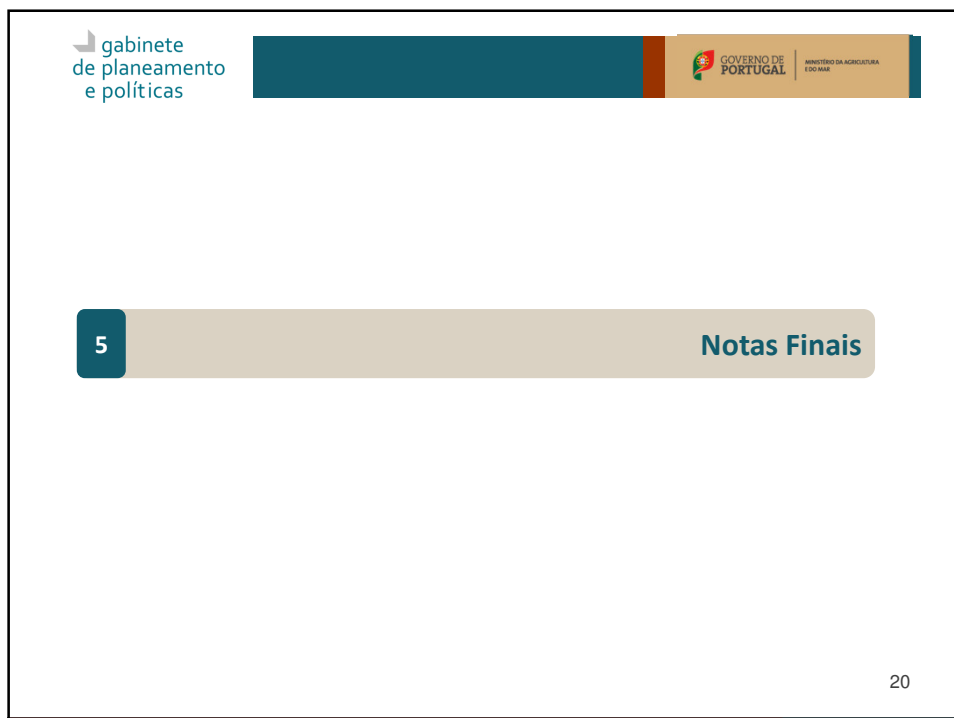 gabinete
de planeamento
e políticas
GOVERNO DE
PORTUGAL
MINISTÉRIO DA AGRICULTURA
E DO MAR
5
Notas Finais
20